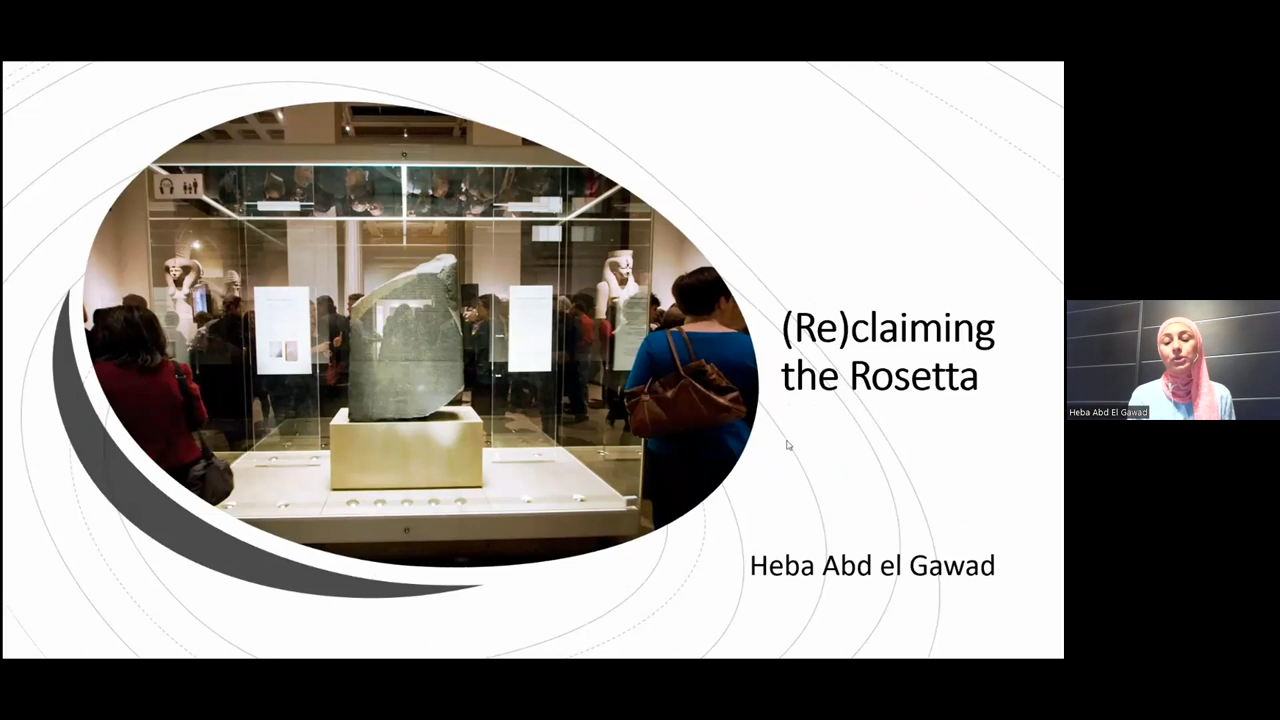 (Re)claiming
the Rosetta
Heba Abd el Gawad
Heba Abd El Gawad